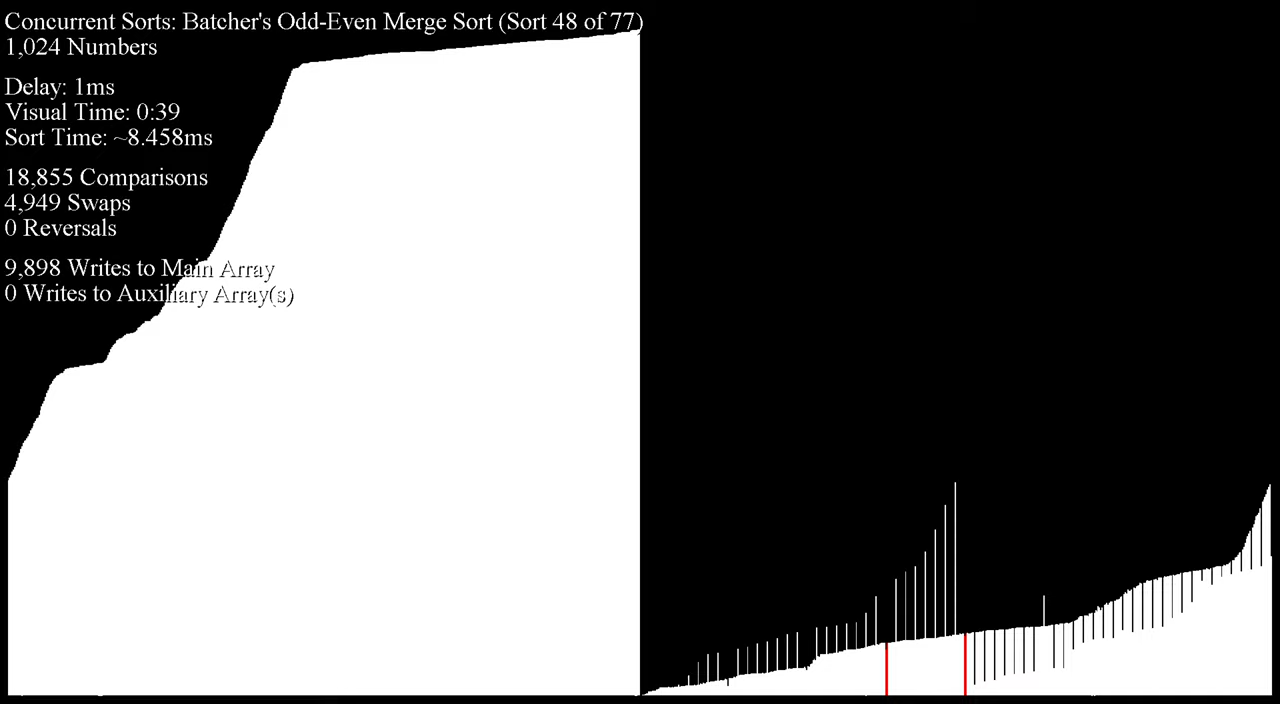 Concurrent Sorts: Batcher's Odd-Even Merge Sort (Sort 48 of 77)
1,024 Numbers
Delay: 1ms
Visual Time: 0:39
Sort Time: ~8.458ms
18,855 Comparisons
4,949 Swaps
0 Reversals
9,898 Writes to Main Array
0 Writes to Auxiliary Array(s)